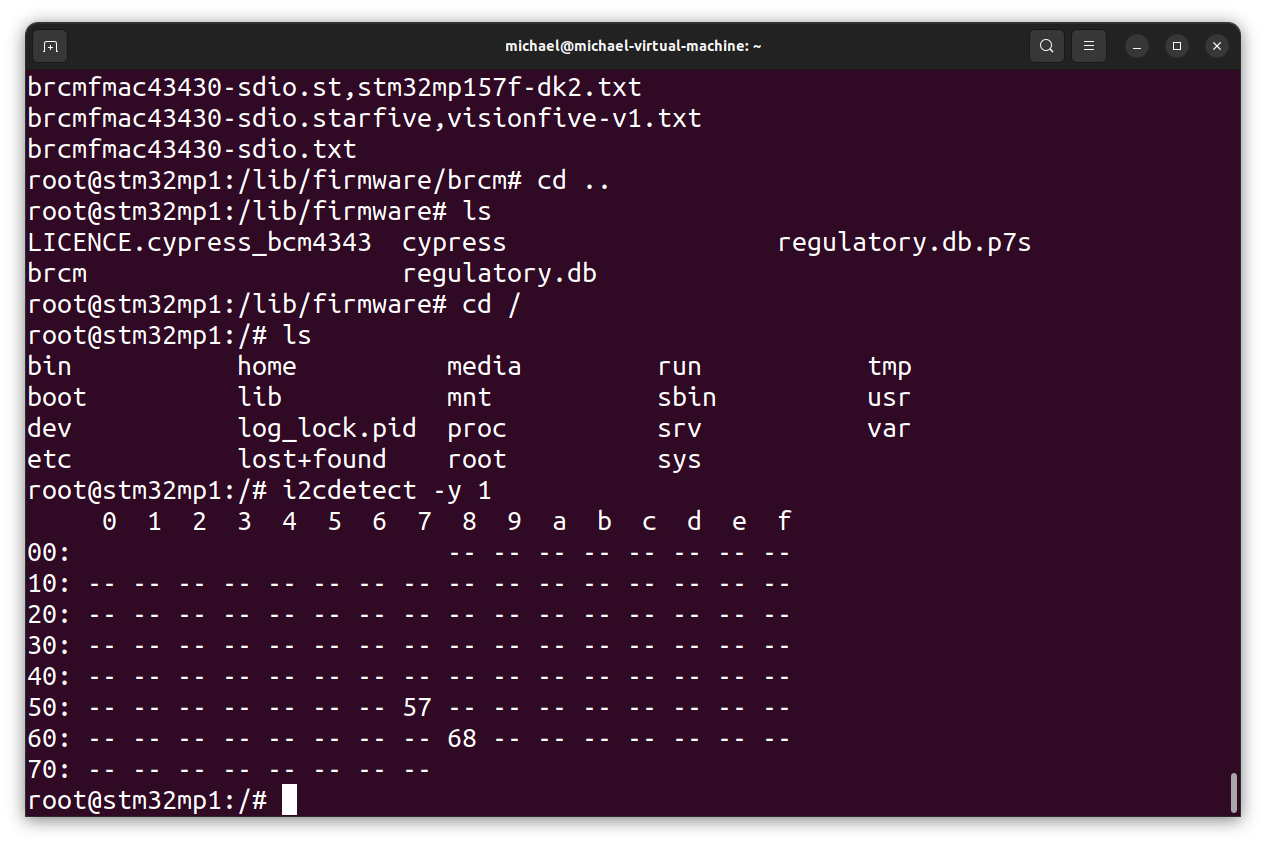 michael@michael-virtual-machine: ~
brcmfmac43430-sdio.st,stm32mp157f-dk2.txt
brcmfmac43430-sdio.starfive,visionfive-v1.txt
brcmfmac43430-sdio.txt
root@stm32mp1:/lib/firmware/brcm# cd ..
root@stm32mp1:/lib/firmware# ls
LICENCE.cypress_bcm4343  cypress                  regulatory.db.p7s
brcm                     regulatory.db
root@stm32mp1:/lib/firmware# cd /
root@stm32mp1:/# ls
bin           home          media         run           tmp
boot          lib           mnt           sbin          usr
dev           log_lock.pid  proc          srv           var
etc           lost+found    root          sys
root@stm32mp1:/# i2cdetect -y 1
     0  1  2  3  4  5  6  7  8  9  a  b  c  d  e  f
00:                         -- -- -- -- -- -- -- --
10: -- -- -- -- -- -- -- -- -- -- -- -- -- -- -- --
20: -- -- -- -- -- -- -- -- -- -- -- -- -- -- -- --
30: -- -- -- -- -- -- -- -- -- -- -- -- -- -- -- --
40: -- -- -- -- -- -- -- -- -- -- -- -- -- -- -- --
50: -- -- -- -- -- -- -- 57 -- -- -- -- -- -- -- --
60: -- -- -- -- -- -- -- -- 68 -- -- -- -- -- -- --
70: -- -- -- -- -- -- -- --
root@stm32mp1:/#